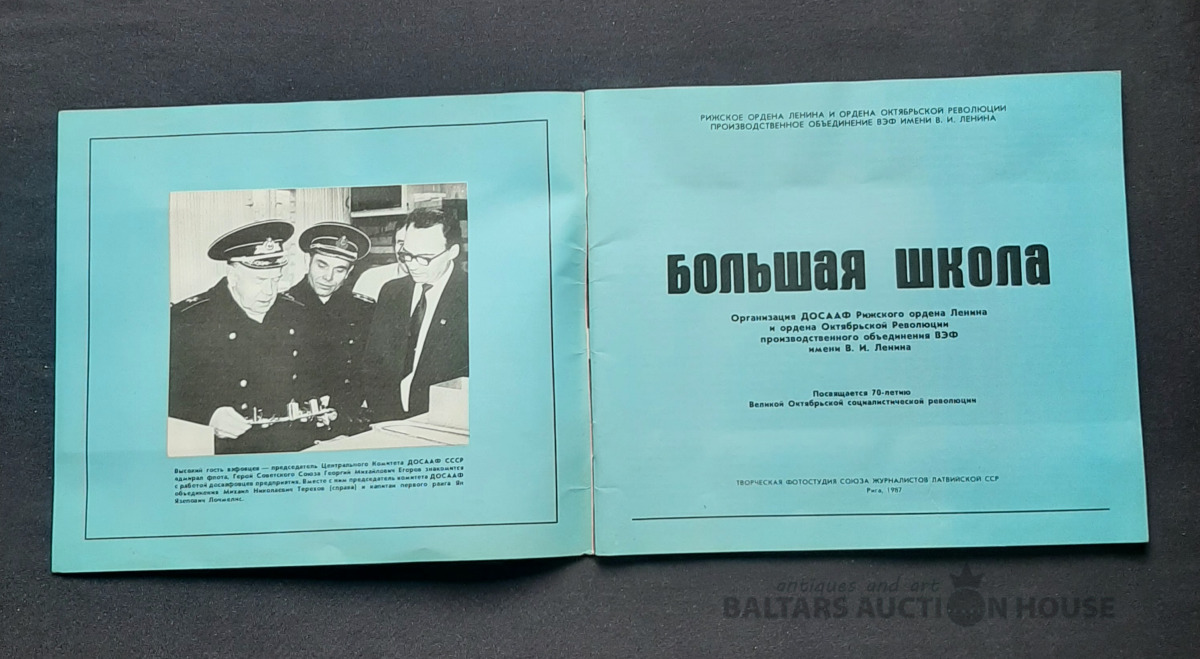 Высокий гость вэфовцев — председатель Центрального Комитета ДОСААФ СССР
адмирал флота, Герой Советского Союза Георгий Михайлович Егоров знакомится
с работой досаафовцев предприятия. Вместе с ним председатель комитета ДОСААФ
объединения Михаил Николаевич Терехов (справа) и капитан первого ранга Ян
Язепович Лочмелис.
РИЖСКОЕ ОРДЕНА ЛЕНИНА И ОРДЕНА ОКТЯБРЬСКОЙ РЕВОЛЮЦИИ
ПРОИЗВОДСТВЕННОЕ ОБЪЕДИНЕНИЕ ВЭФ ИМЕНИ В. И. ЛЕНИНА
БОЛЬШАЯ ШКОЛА
Организация ДОСААФ Рижского ордена Ленина
и ордена Октябрьской Революции
производственного объединения ВЭФ
имени В. И. Ленина
Посвящается 70-летию
Великой Октябрьской социалистической революции
ТВОРЧЕСКАЯ ФОТОСТУДИЯ СОЮЗА ЖУРНАЛИСТОВ ЛАТВИЙСКОЙ ССР
Рига, 1987
antiques and art
BALTARS AUCTION HOUSE